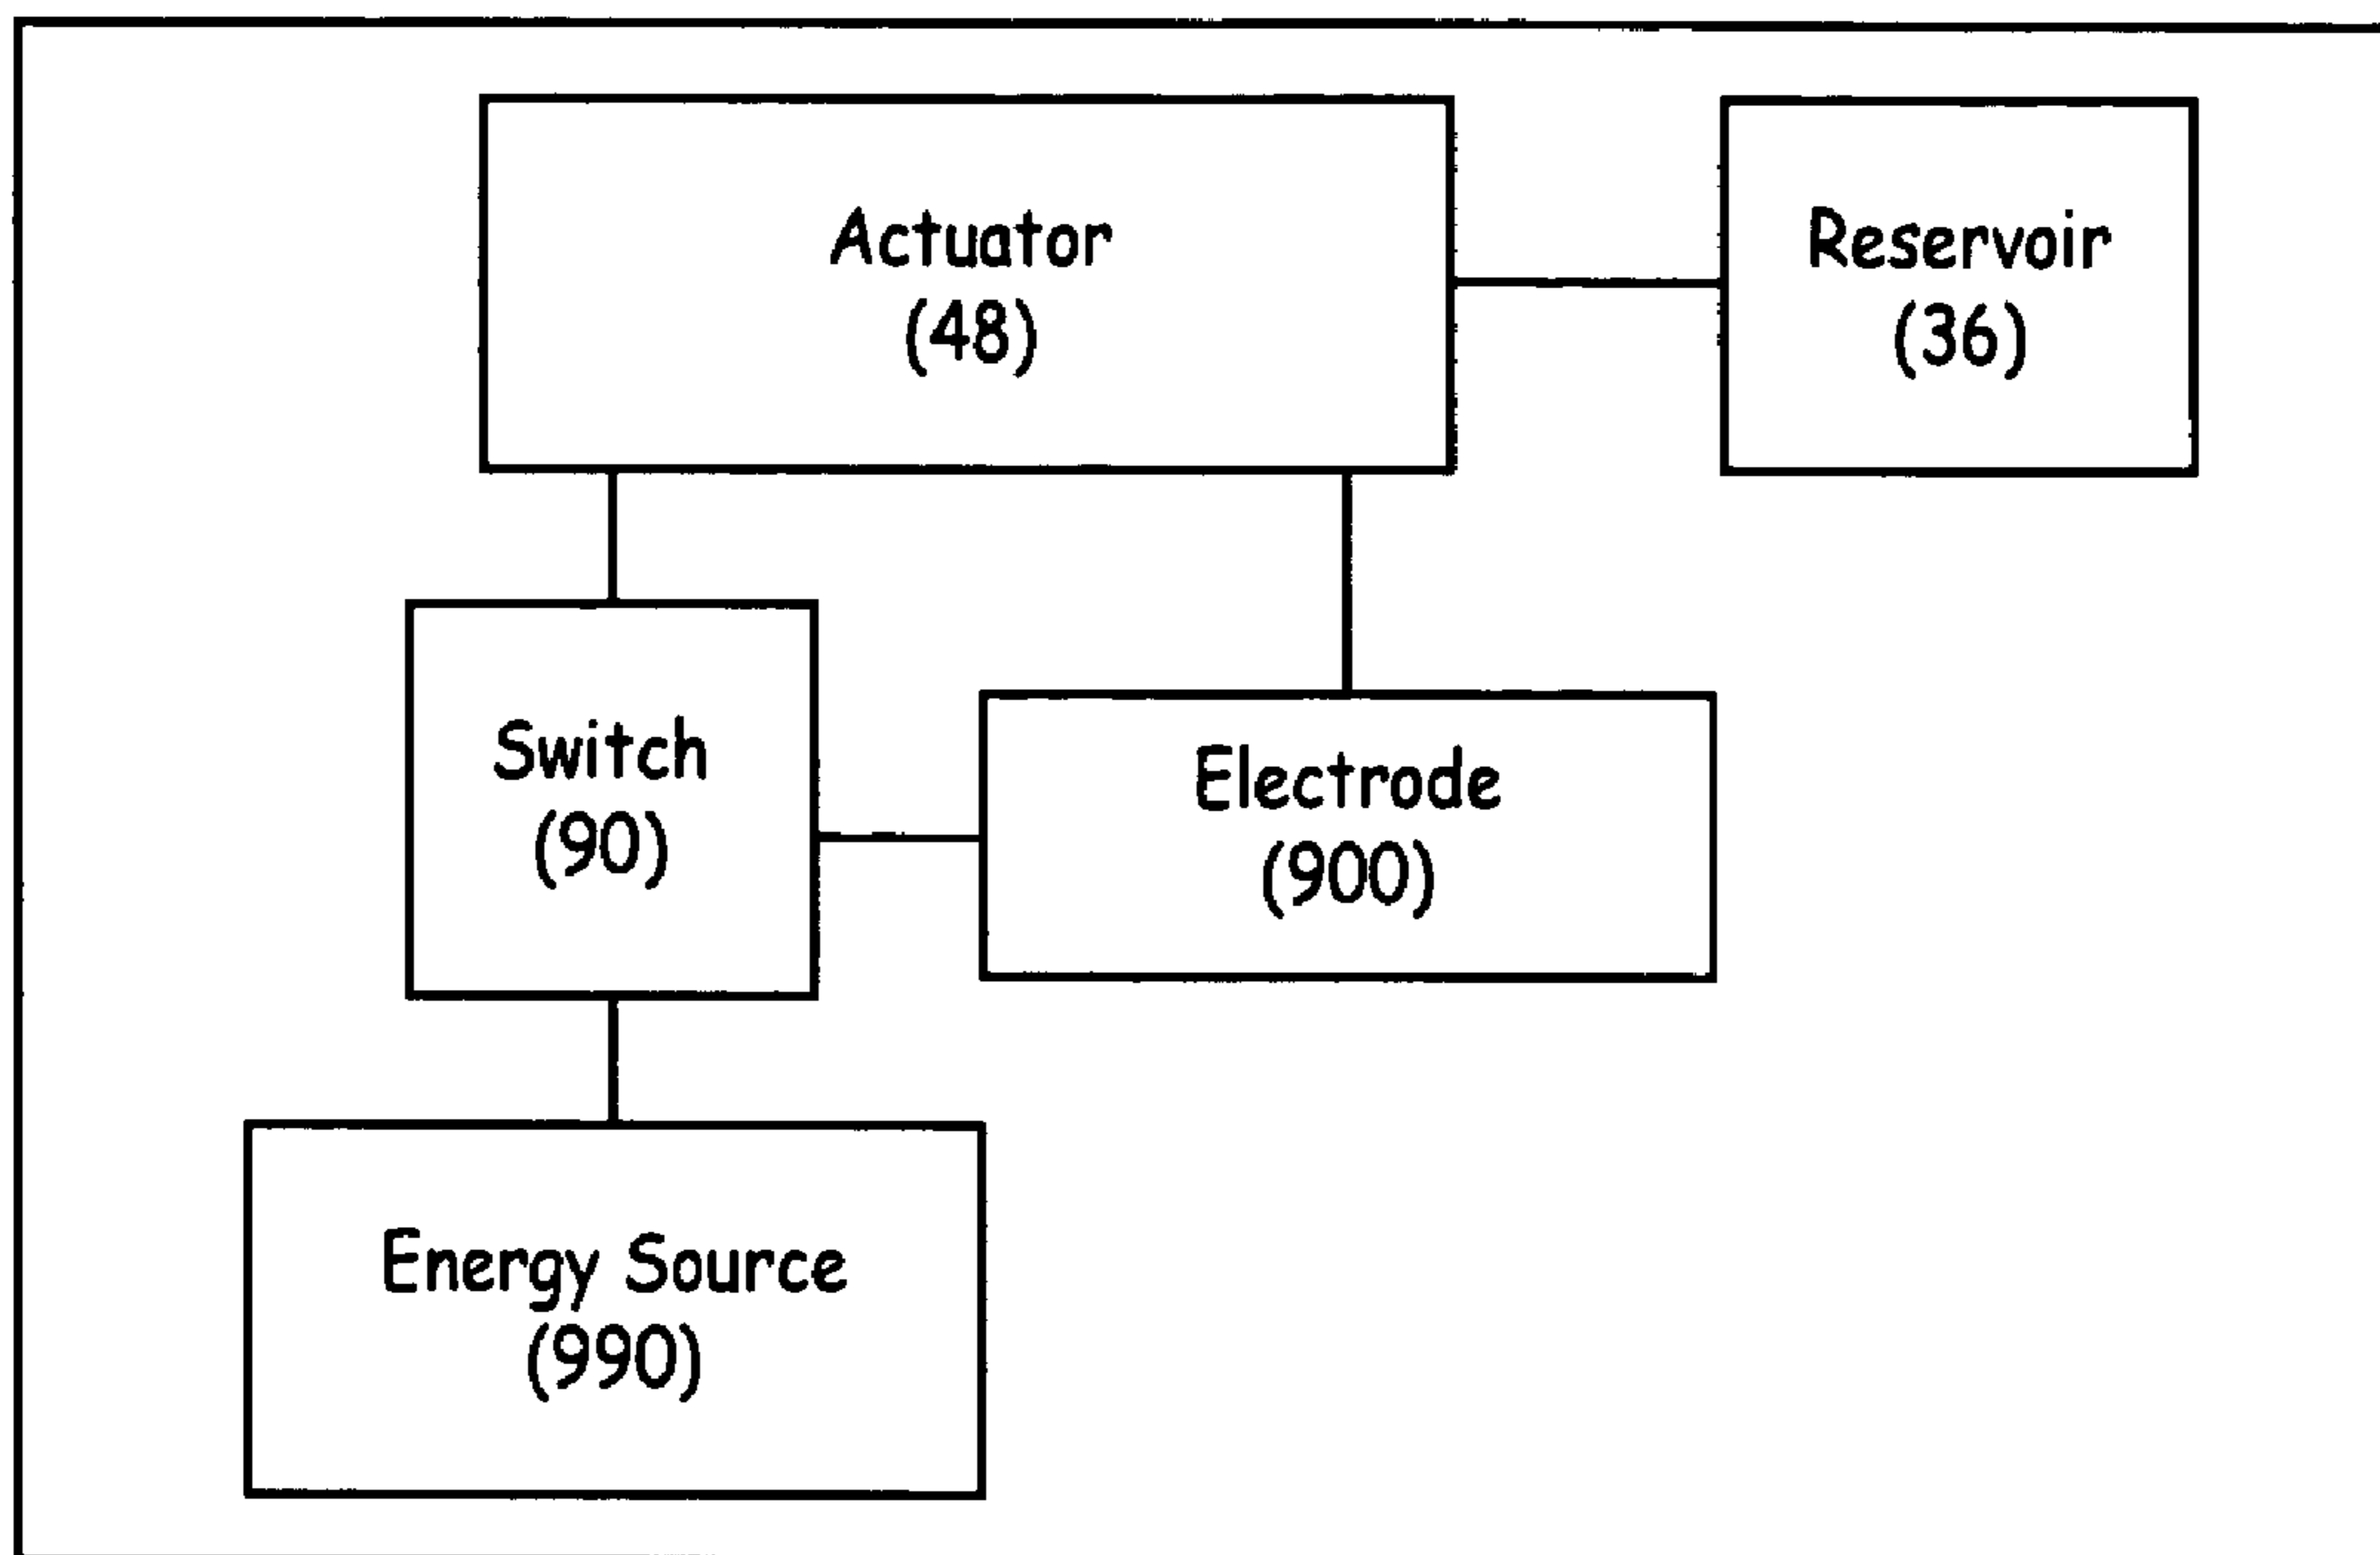 Actuator
(48)
Reservoir
(36)
Switch
(90)
Electrode
(900)
Energy Source
(990)